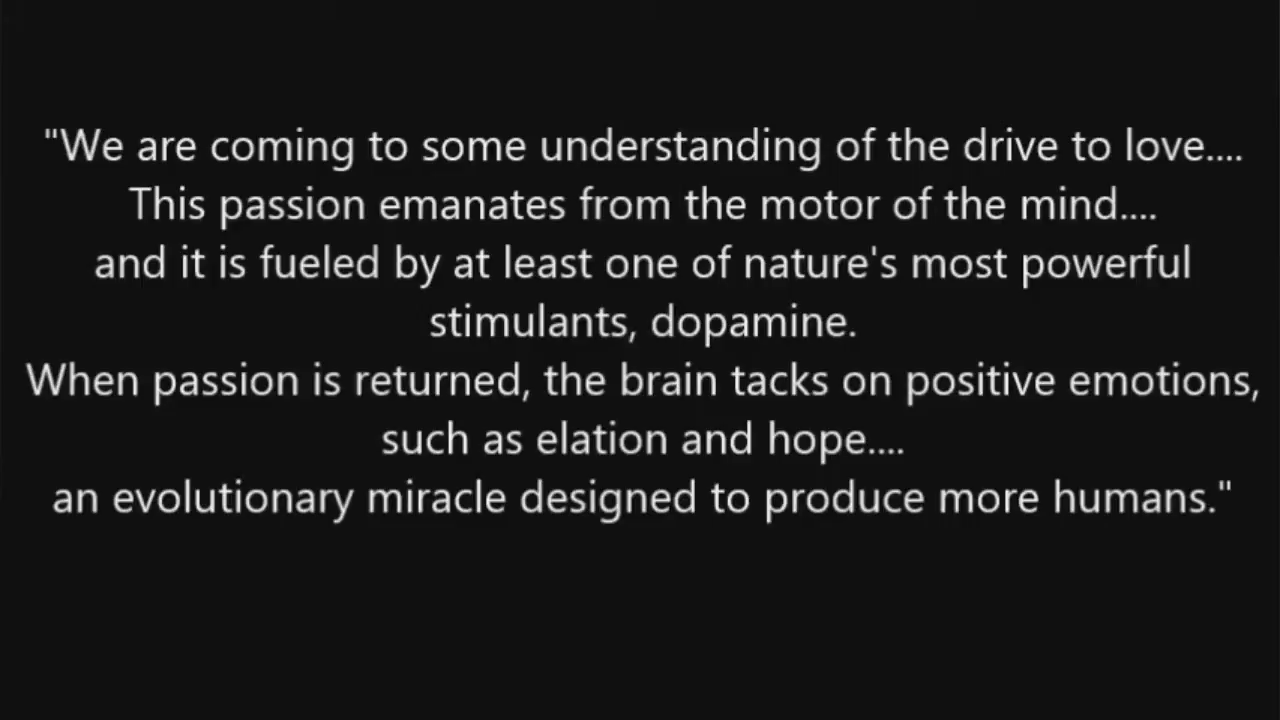 "We are coming to some understanding of the drive to love....
This passion emanates from the motor of the mind....
and it is fueled by at least one of nature's most powerful
stimulants, dopamine.
When passion is returned, the brain tacks on positive emotions,
such as elation and hope....
an evolutionary miracle designed to produce more humans."